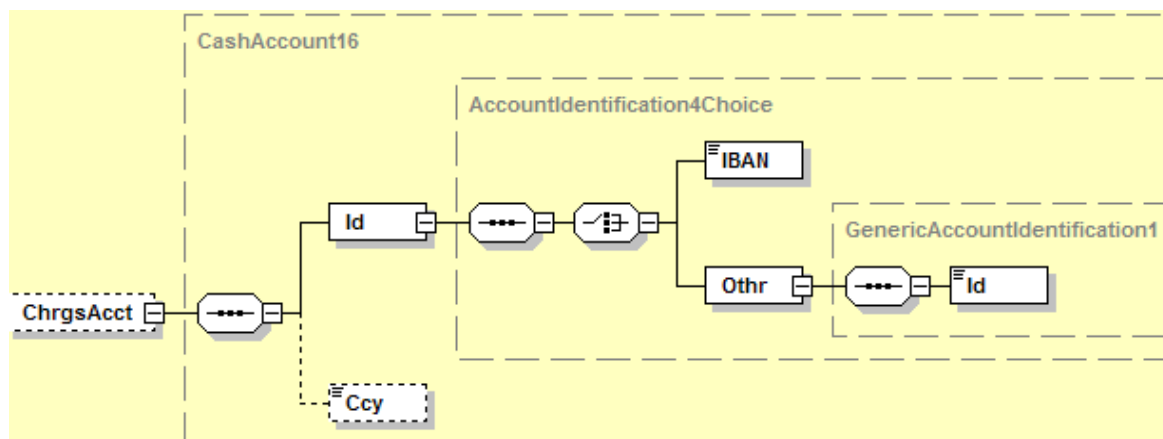 CashAccount16
AccountIdentification4Choice
IBAN
Id
GenericAccountIdentification1
Othr
Id
ChrgsAcct
Ccy